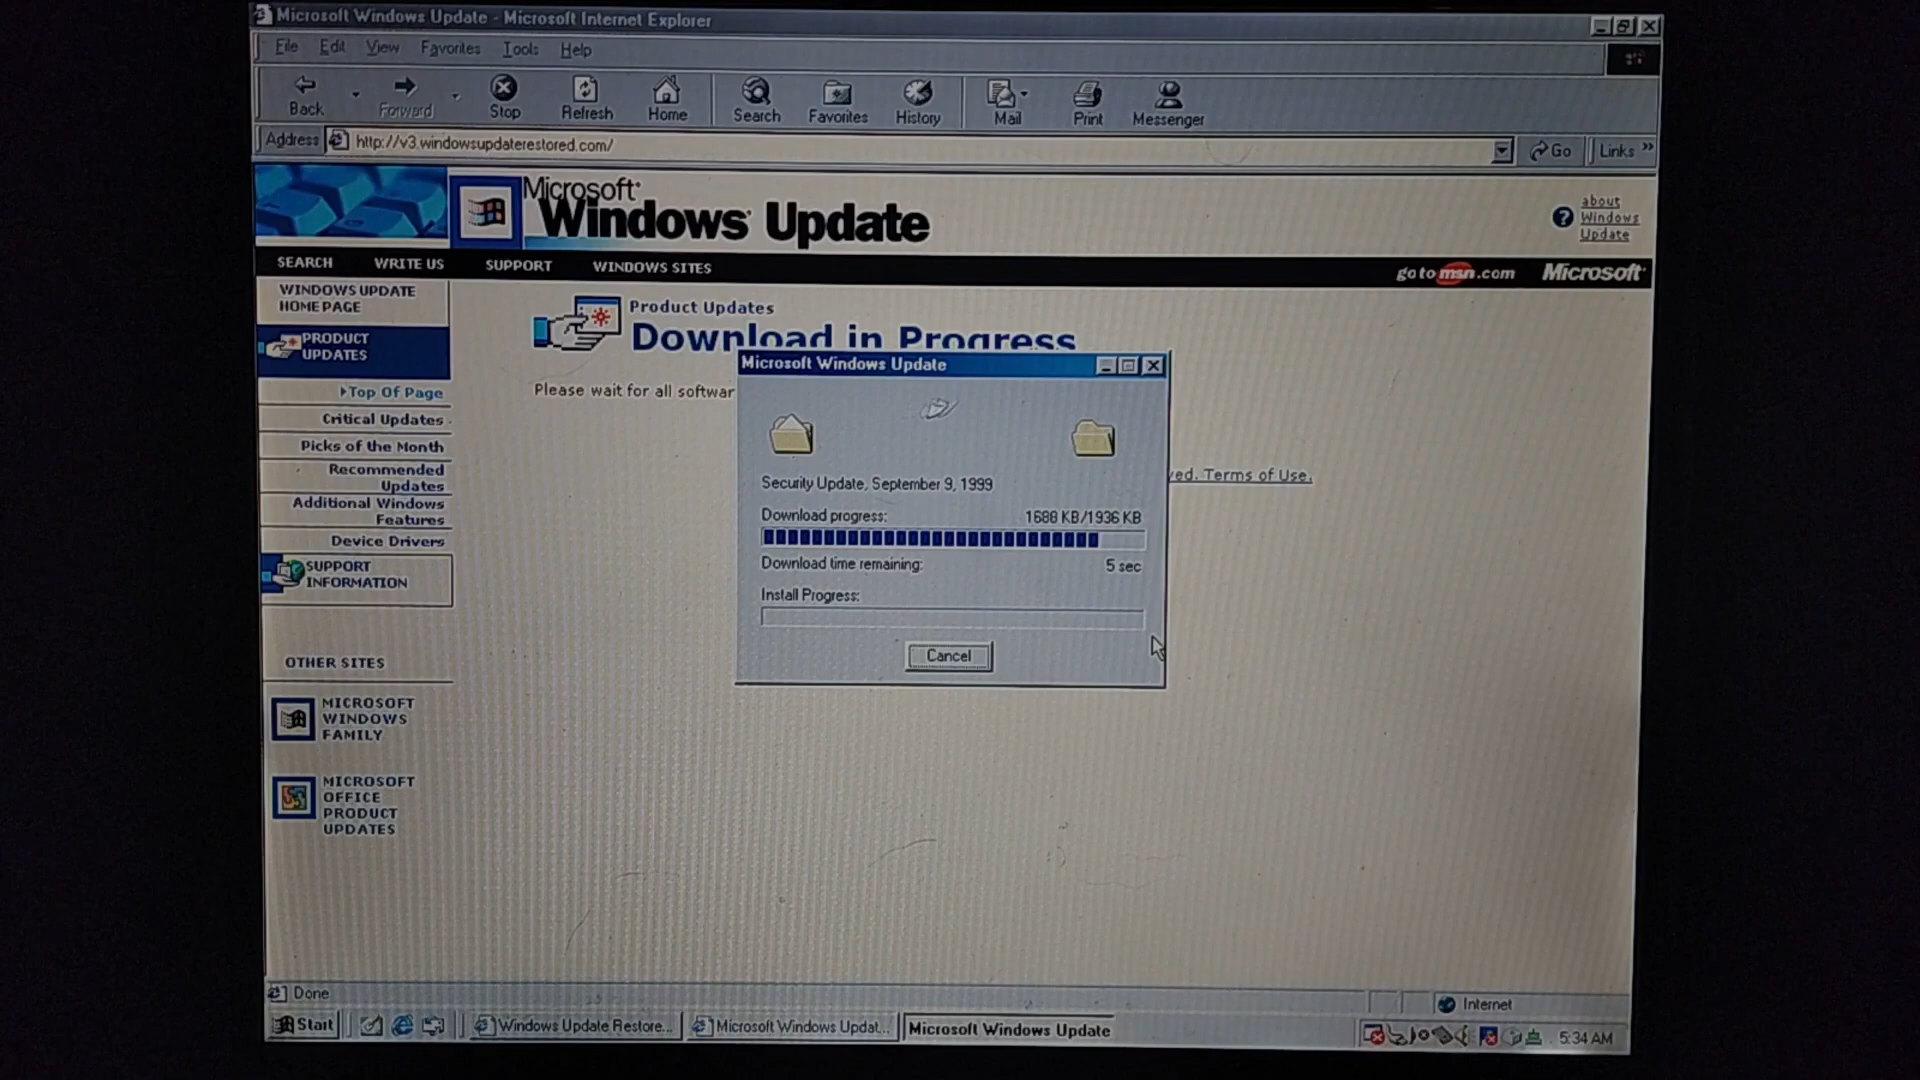 Microsoft Windows Update - Microsoft Internet Explorer
File Edit View Favorites Tools Help
Back Forward Stop Refresh Home Search Favorites History Mail Print Messenger
Address http://v3.windowsupdaterestored.com/ Go Links »
Microsoft
Windows Update
about
Windows
Update
SEARCH WRITE US SUPPORT WINDOWS SITES
go to msn.com Microsoft
WINDOWS UPDATE
HOME PAGE
PRODUCT
UPDATES
Top Of Page
Critical Updates
Picks of the Month
Recommended
Updates
Additional Windows
Features
Device Drivers
SUPPORT
INFORMATION
OTHER SITES
MICROSOFT
WINDOWS
FAMILY
MICROSOFT
OFFICE
PRODUCT
UPDATES
Product Updates
Download in Progress
Please wait for all softwar
ved. Terms of Use.
Microsoft Windows Update
Security Update, September 9, 1999
Download progress: 1688 KB/1936 KB
Download time remaining: 5 sec
Install Progress:
Cancel
Done
Internet
Start Windows Update Restore... Microsoft Windows Updat... Microsoft Windows Update 5:34 AM